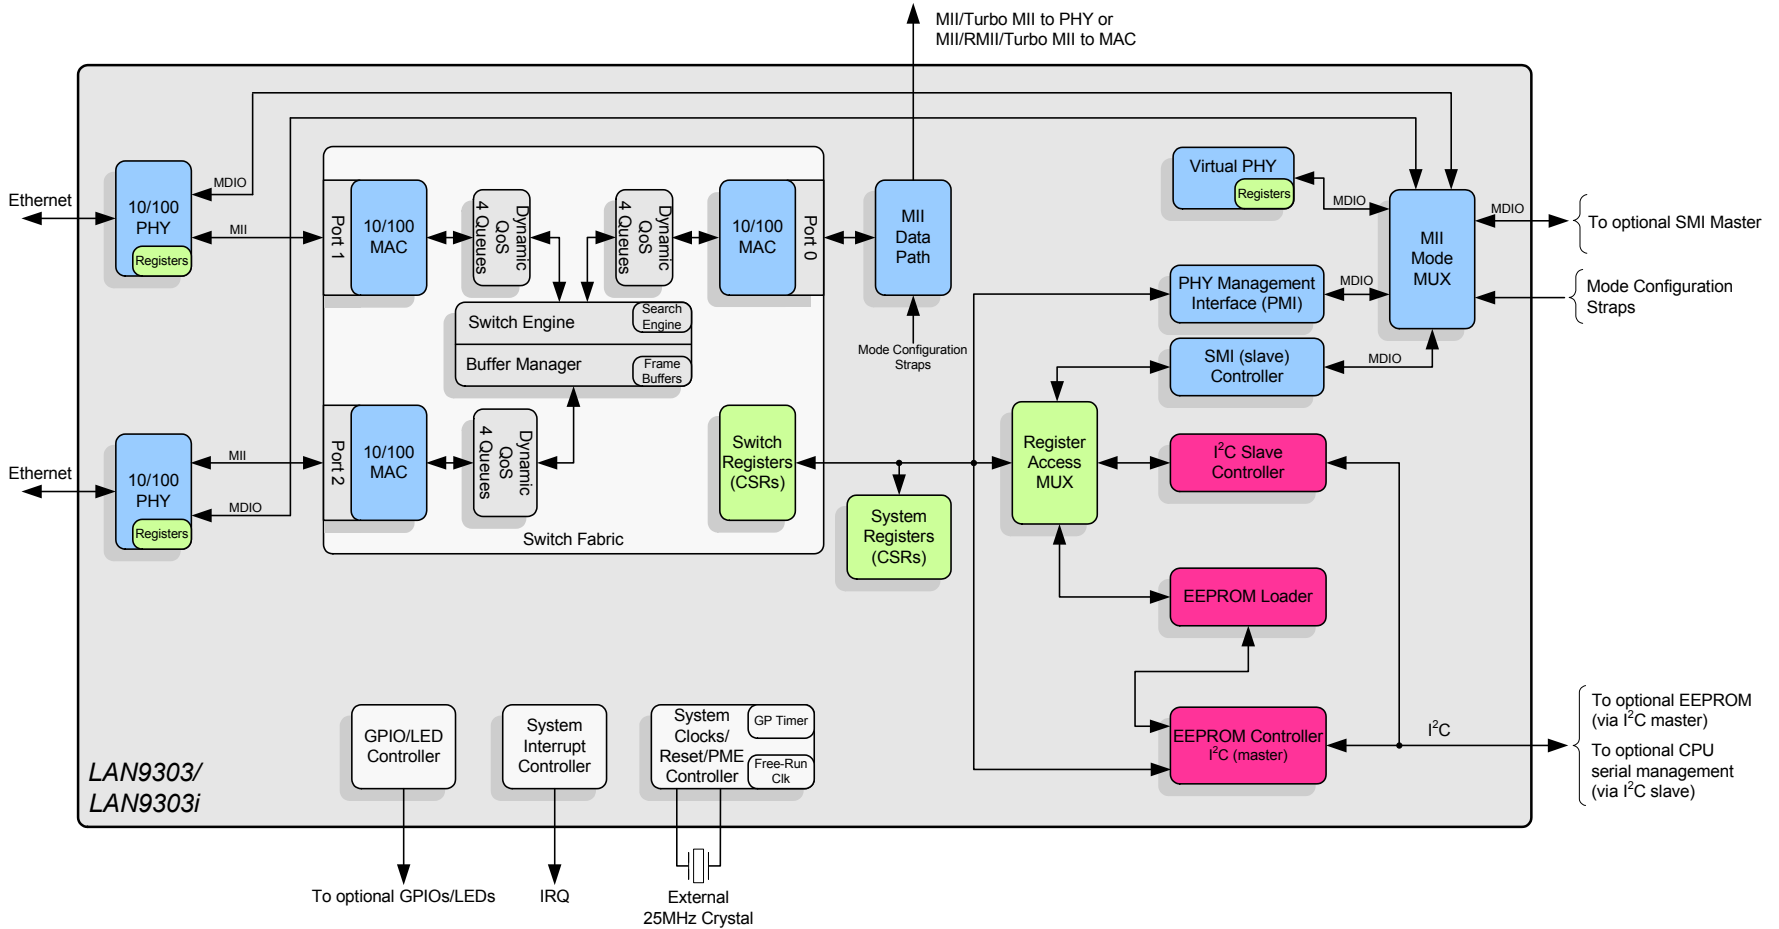 MII/Turbo MII to PHY or
MII/RMII/Turbo MII to MAC
Ethernet
10/100
PHY
Registers
MDIO
MII
Port 1
10/100
MAC
Dynamic
QoS
4 Queues
Dynamic
QoS
4 Queues
10/100
MAC
Port 0
MII
Data
Path
Mode Configuration
Straps
Switch Engine
Search
Engine
Buffer Manager
Frame
Buffers
Virtual PHY
Registers
MDIO
MII
Mode
MUX
MDIO
To optional SMI Master
Mode Configuration
Straps
PHY Management
Interface (PMI)
MDIO
SMI (slave)
Controller
MDIO
Ethernet
10/100
PHY
Registers
MII
MDIO
Port 2
10/100
MAC
Dynamic
QoS
4 Queues
Switch
Registers
(CSRs)
Switch Fabric
System
Registers
(CSRs)
Register
Access
MUX
I²C Slave
Controller
EEPROM Loader
EEPROM Controller
I²C (master)
I²C
To optional EEPROM
(via I²C master)
To optional CPU
serial management
(via I²C slave)
LAN9303/
LAN9303i
GPIO/LED
Controller
System
Interrupt
Controller
System
Clocks/
Reset/PME
Controller
GP Timer
Free-Run
Clk
To optional GPIOs/LEDs
IRQ
External
25MHz Crystal